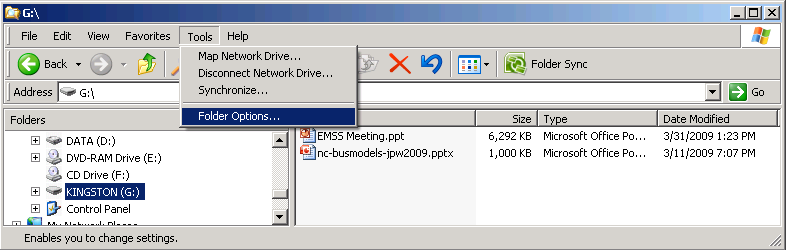 G:\
File Edit View Favorites Tools Help
Map Network Drive...
Disconnect Network Drive...
Synchronize...
Folder Options...
Back Folder Sync
Address G:\ Go
Folders
DATA (D:)
DVD-RAM Drive (E:)
CD Drive (F:)
KINGSTON (G:)
Control Panel
My Network Places
Size Type Date Modified
EMSS Meeting.ppt 6,292 KB Microsoft Office Po... 3/31/2009 1:23 PM
nc-busmodels-jpw2009.pptx 1,000 KB Microsoft Office Po... 3/11/2009 7:07 PM
Enables you to change settings.